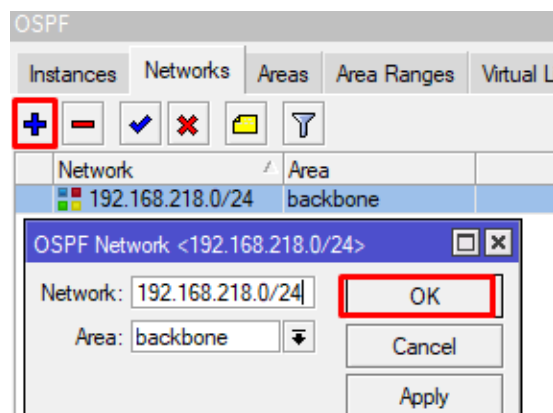 OSPF
Instances Networks Areas Area Ranges Virtual L
Network Area
192.168.218.0/24 backbone
OSPF Network <192.168.218.0/24>
Network: 192.168.218.0/24 OK
Area: backbone Cancel
Apply